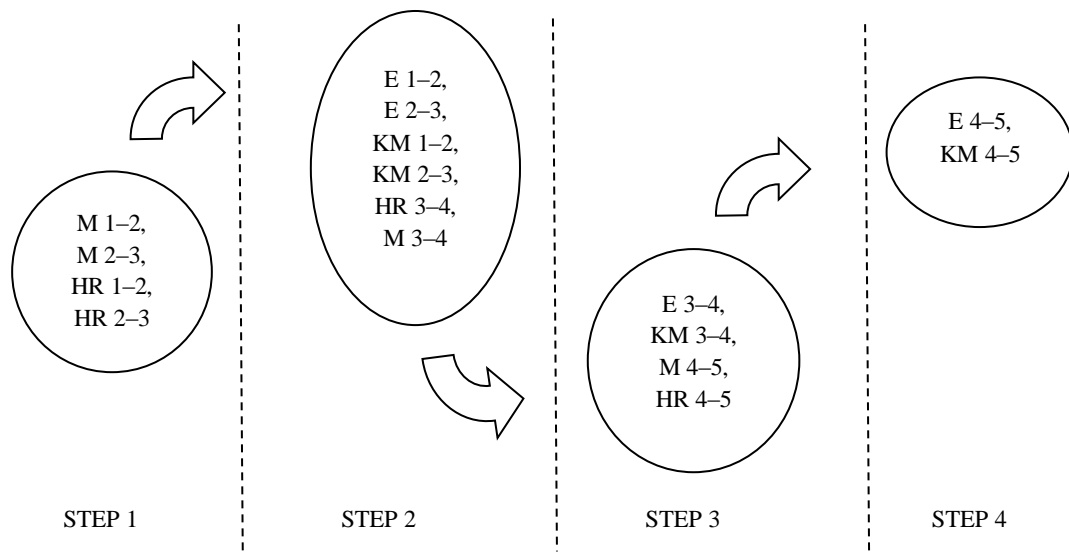 M 1–2,
M 2–3,
HR 1–2,
HR 2–3
STEP 1
E 1–2,
E 2–3,
KM 1–2,
KM 2–3,
HR 3–4,
M 3–4
STEP 2
E 3–4,
KM 3–4,
M 4–5,
HR 4–5
STEP 3
E 4–5,
KM 4–5
STEP 4